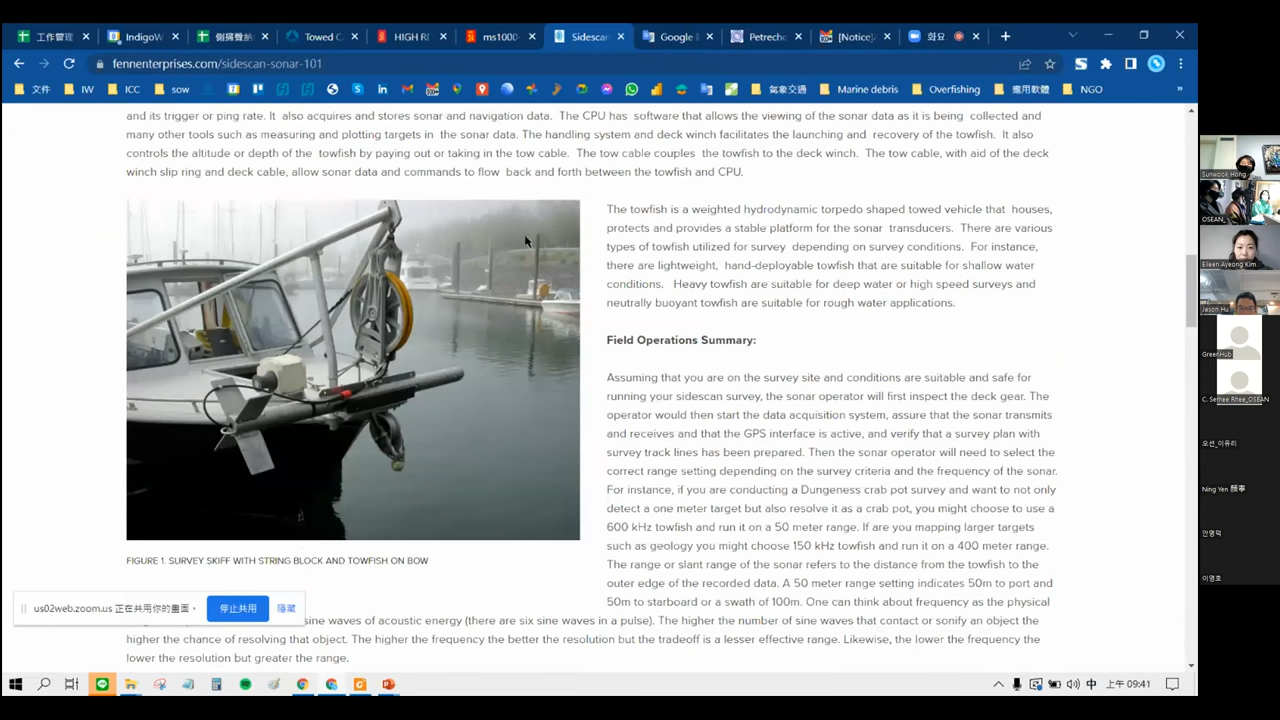 工作管理
IndigoW
側掃聲納
Towed C
HIGH RI
ms1000
Sidescan
Google
Petrech
[Notice]
화요
fennenterprises.com/sidescan-sonar-101
文件
IW
ICC
sow
氣象交通
Marine debris
Overfishing
應用軟體
NGO
and its trigger or ping rate. It also acquires and stores sonar and navigation data. The CPU has software that allows the viewing of the sonar data as it is being collected and
many other tools such as measuring and plotting targets in the sonar data. The handling system and deck winch facilitates the launching and recovery of the towfish. It also
controls the altitude or depth of the towfish by paying out or taking in the tow cable. The tow cable couples the towfish to the deck winch. The tow cable, with aid of the deck
winch slip ring and deck cable, allow sonar data and commands to flow back and forth between the towfish and CPU.
The towfish is a weighted hydrodynamic torpedo shaped towed vehicle that houses,
protects and provides a stable platform for the sonar transducers. There are various
types of towfish utilized for survey depending on survey conditions. For instance,
there are lightweight, hand-deployable towfish that are suitable for shallow water
conditions. Heavy towfish are suitable for deep water or high speed surveys and
neutrally buoyant towfish are suitable for rough water applications.
Field Operations Summary:
Assuming that you are on the survey site and conditions are suitable and safe for
running your sidescan survey, the sonar operator will first inspect the deck gear. The
operator would then start the data acquisition system, assure that the sonar transmits
and receives and that the GPS interface is active, and verify that a survey plan with
survey track lines has been prepared. Then the sonar operator will need to select the
correct range setting depending on the survey criteria and the frequency of the sonar.
For instance, if you are conducting a Dungeness crab pot survey and want to not only
detect a one meter target but also resolve it as a crab pot, you might choose to use a
600 kHz towfish and run it on a 50 meter range. If are you mapping larger targets
such as geology you might choose 150 kHz towfish and run it on a 400 meter range.
The range or slant range of the sonar refers to the distance from the towfish to the
outer edge of the recorded data. A 50 meter range setting indicates 50m to port and
50m to starboard or a swath of 100m. One can think about frequency as the physical
sine waves of acoustic energy (there are six sine waves in a pulse). The higher the number of sine waves that contact or sonify an object the
higher the chance of resolving that object. The higher the frequency the better the resolution but the tradeoff is a lesser effective range. Likewise, the lower the frequency the
lower the resolution but greater the range.
FIGURE 1. SURVEY SKIFF WITH STRING BLOCK AND TOWFISH ON BOW
us02web.zoom.us 正在共用你的畫面。
停止共用
隱藏
中
上午 09:41
Sunwook Hong
OSEAN_
Eileen Ayeong Kim
Jason Hu
GreenHub
C. Semee Rhee_OSEAN
오션_이유리
Ning Yen 顏寧
안영덕
이영토